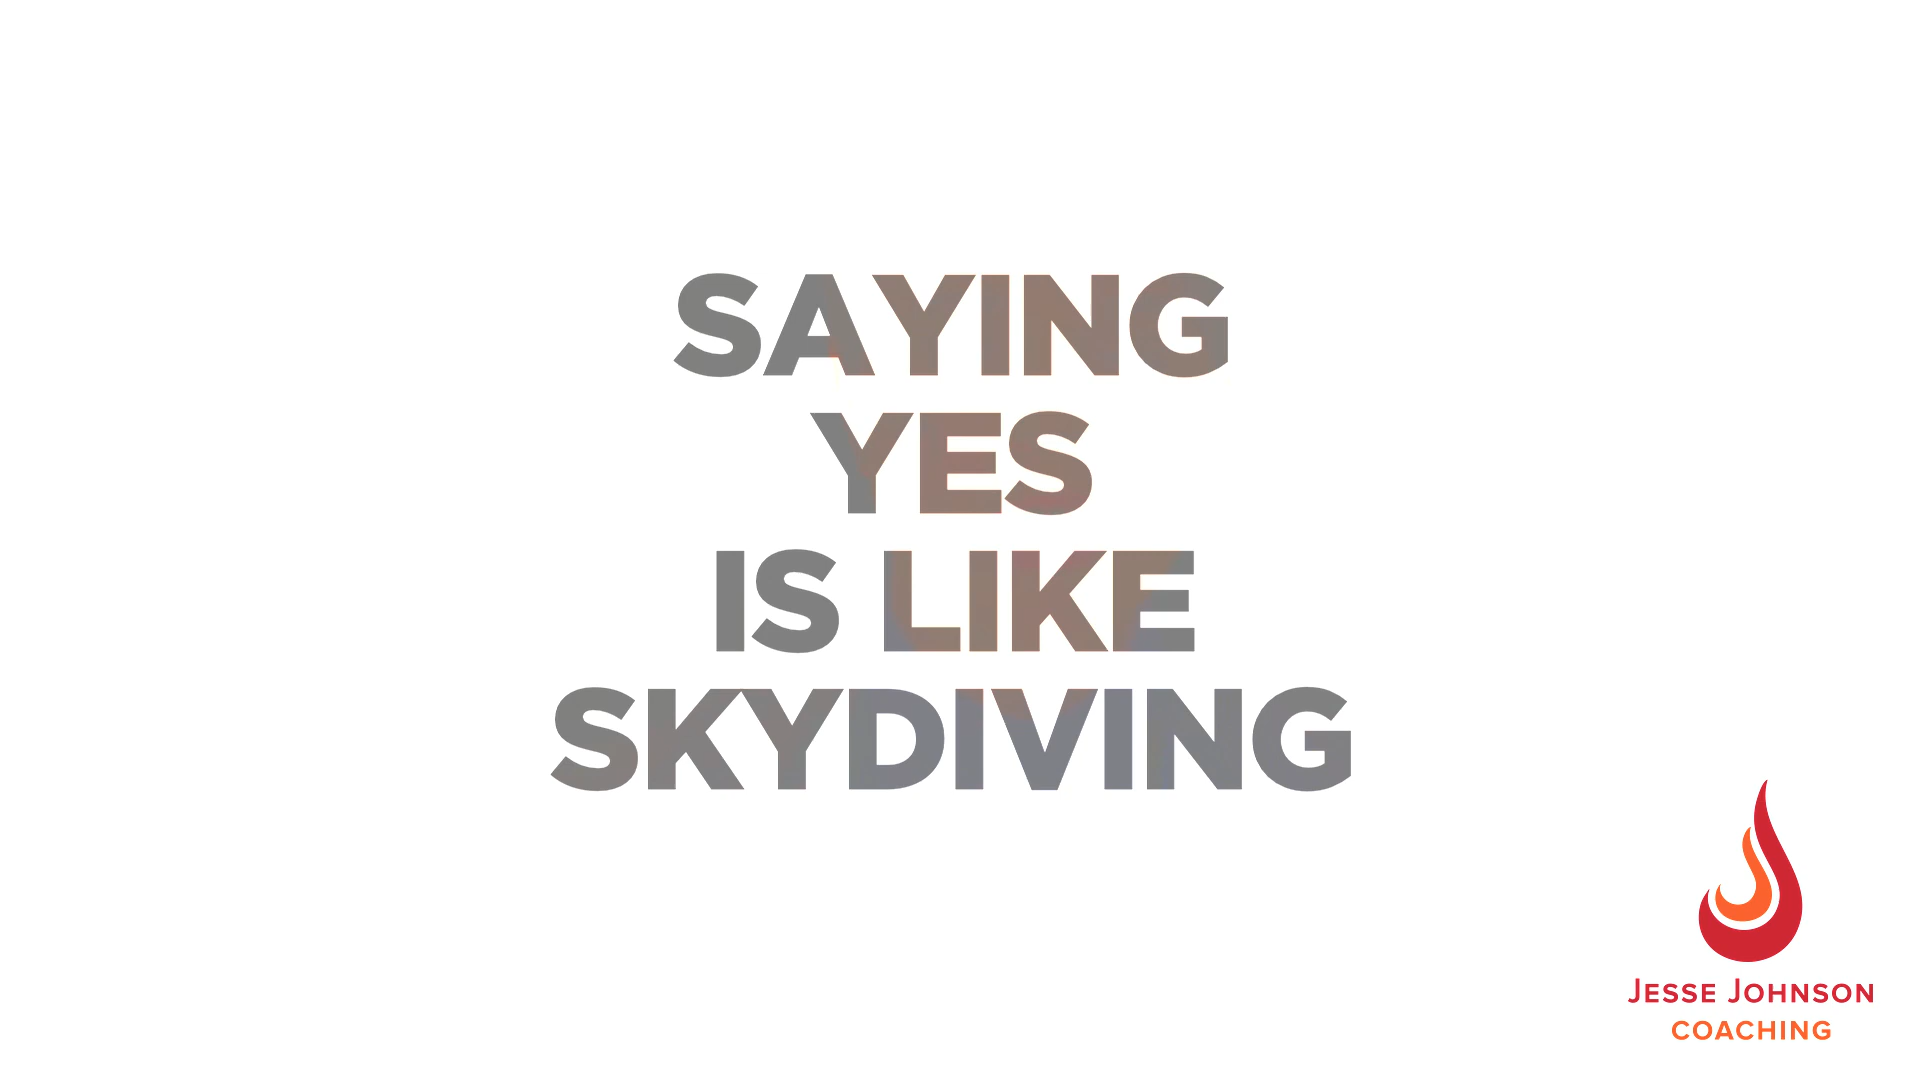 SAYING
YES
IS LIKE
SKYDIVING
JESSE JOHNSON
COACHING